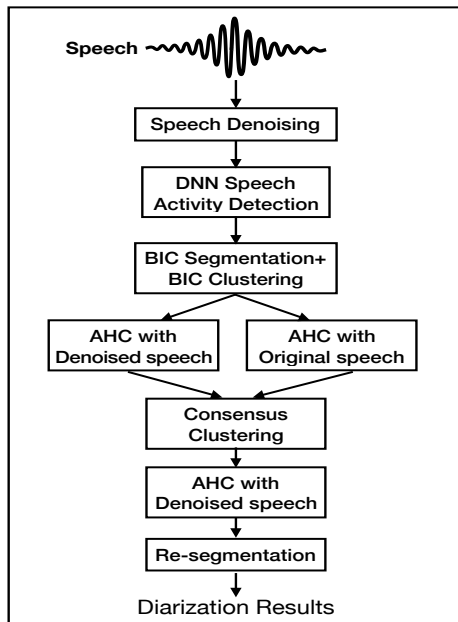 Speech
Speech Denoising
DNN Speech
Activity Detection
BIC Segmentation+
BIC Clustering
AHC with
Denoised speech
AHC with
Original speech
Consensus
Clustering
AHC with
Denoised speech
Re-segmentation
Diarization Results